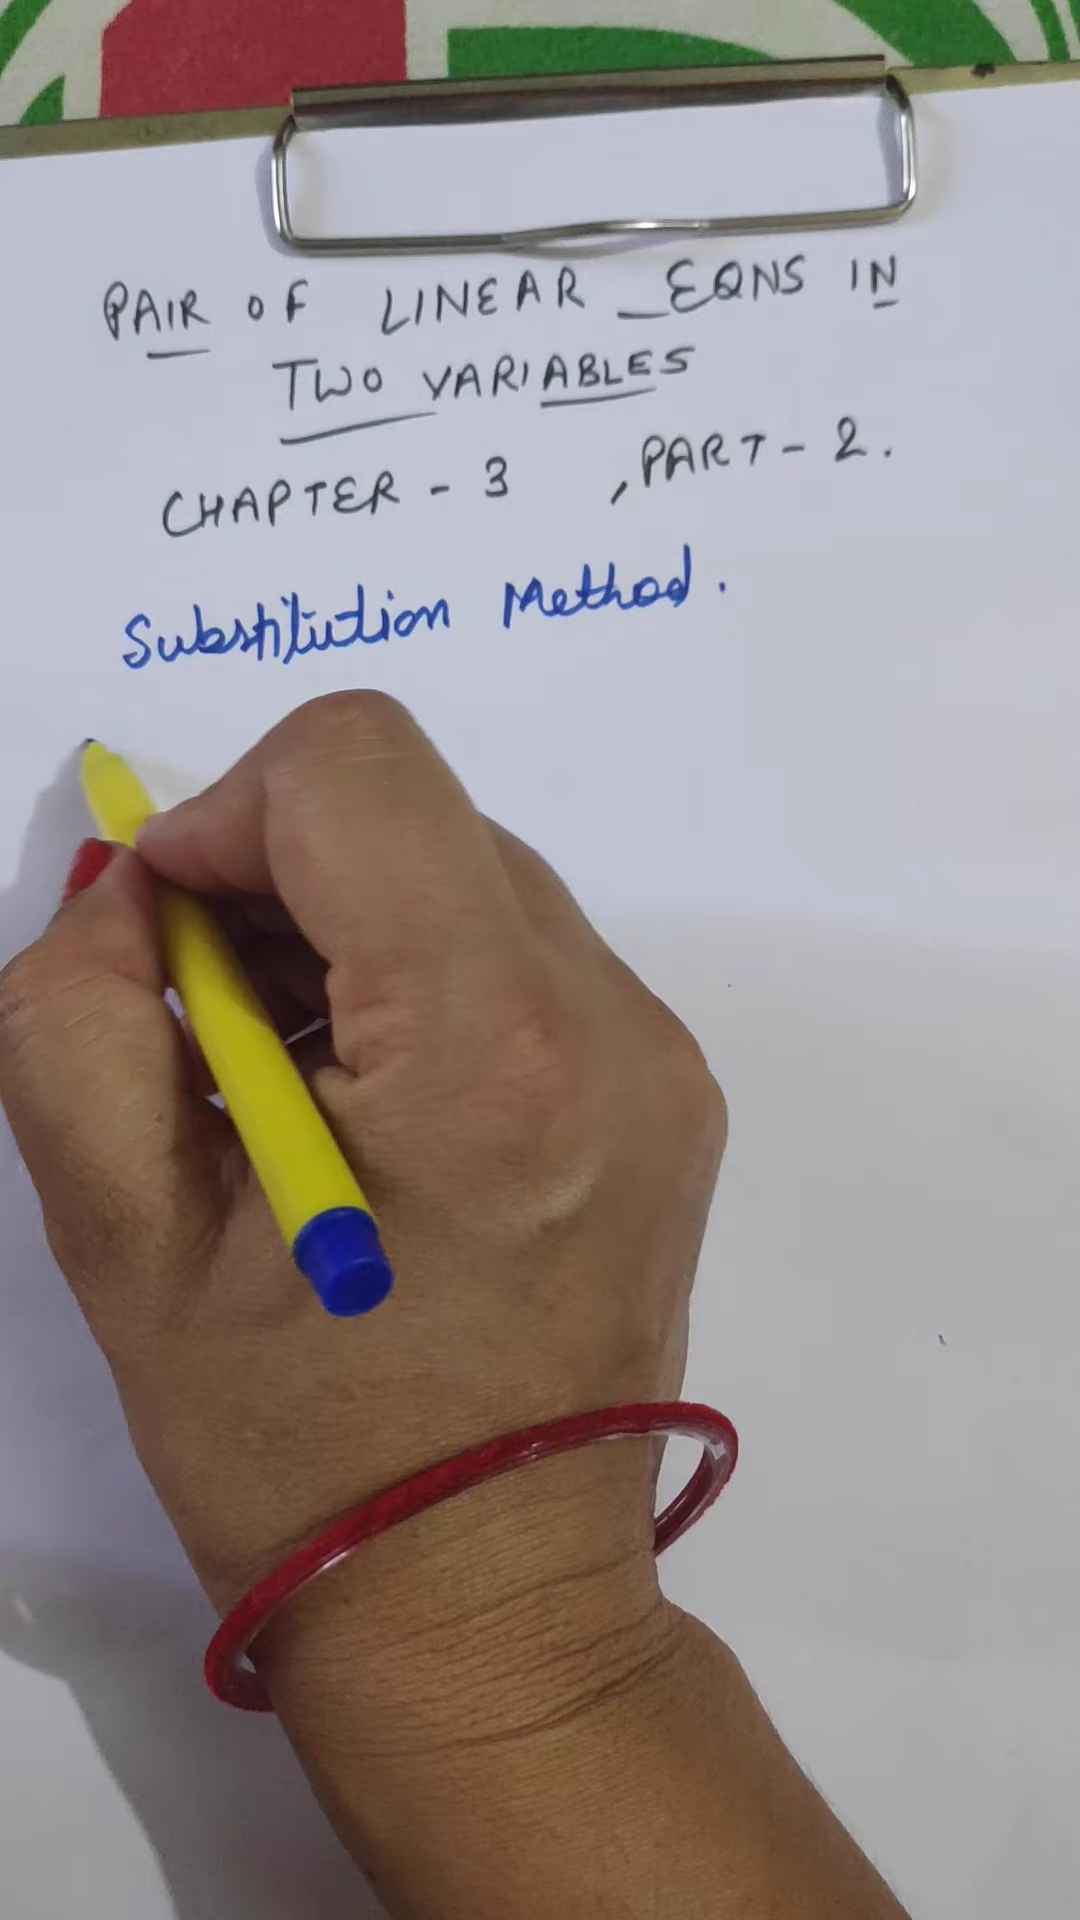 PAIR OF LINEAR EQNS IN
TWO VARIABLES
CHAPTER - 3 , PART - 2.
Substitution Method.